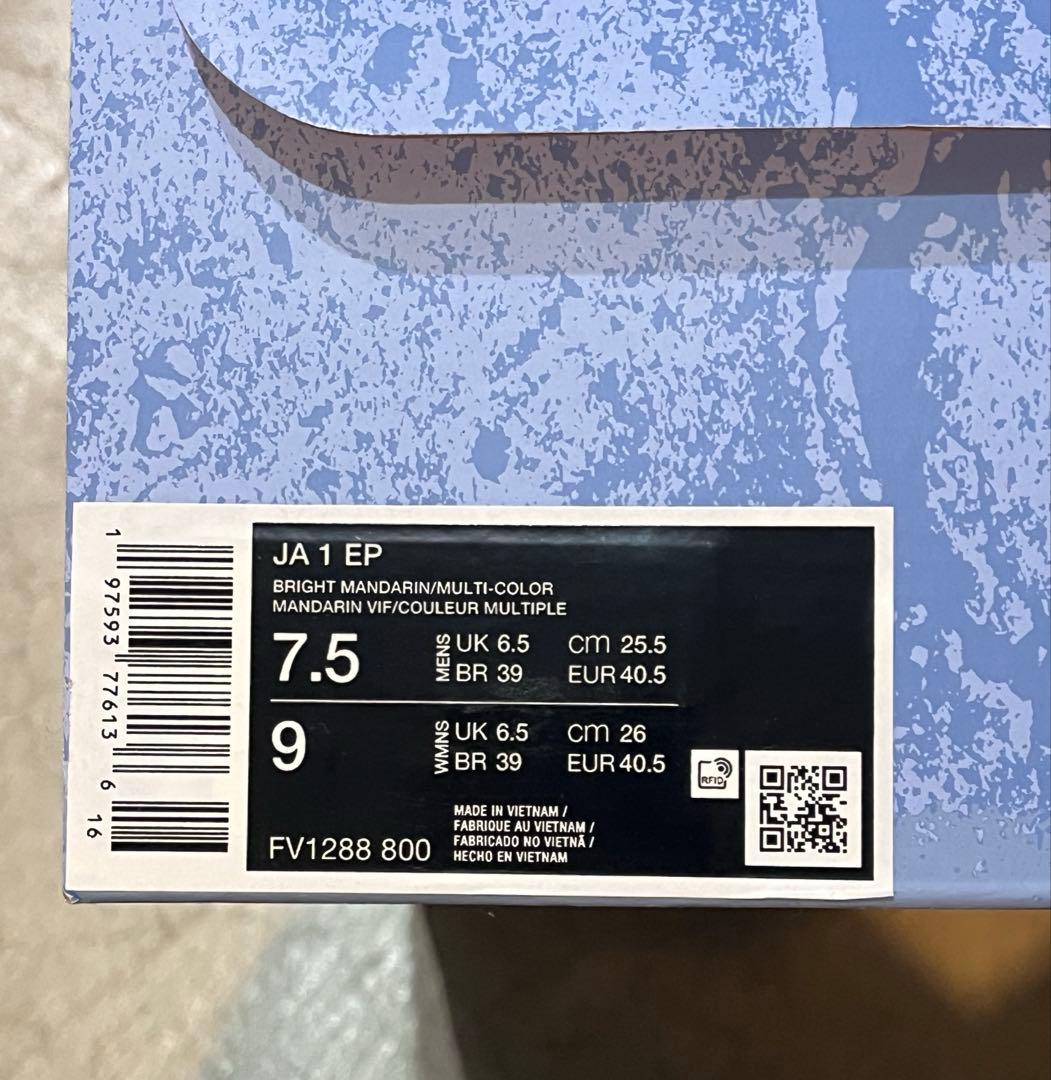 JA 1 EP
BRIGHT MANDARIN/MULTI-COLOR
MANDARIN VIF/COULEUR MULTIPLE
7.5 MENS UK 6.5 cm 25.5
BR 39 EUR 40.5
9 WMNS UK 6.5 cm 26
BR 39 EUR 40.5
RFID
MADE IN VIETNAM /
FABRIQUE AU VIETNAM /
FABRICADO NO VIETNÃ /
HECHO EN VIETNAM
FV1288 800
1 97593 77613 6 16